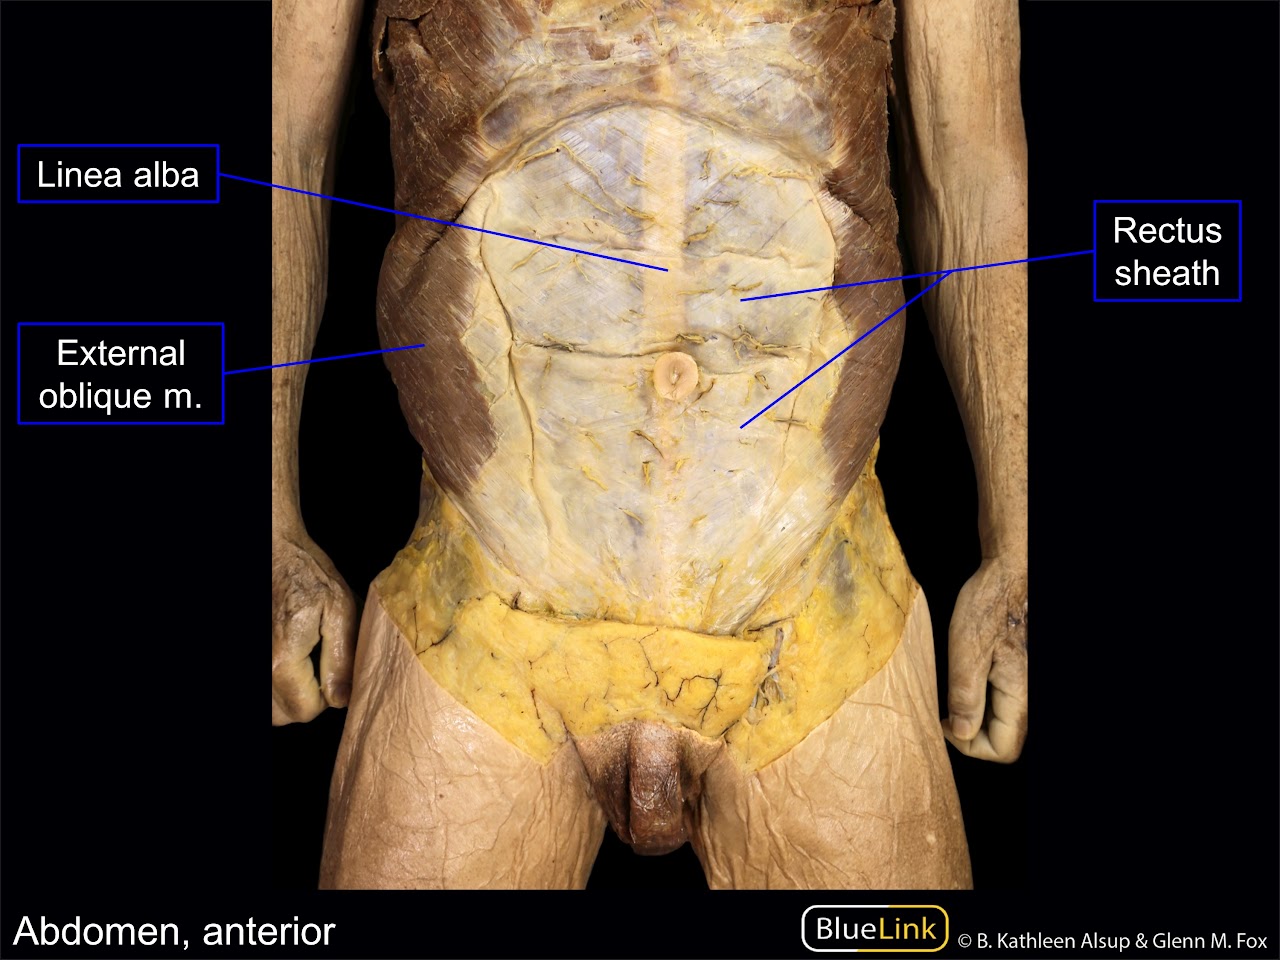 Linea alba
Rectus
sheath
External
oblique m.
Abdomen, anterior
BlueLink
© B. Kathleen Alsup & Glenn M. Fox